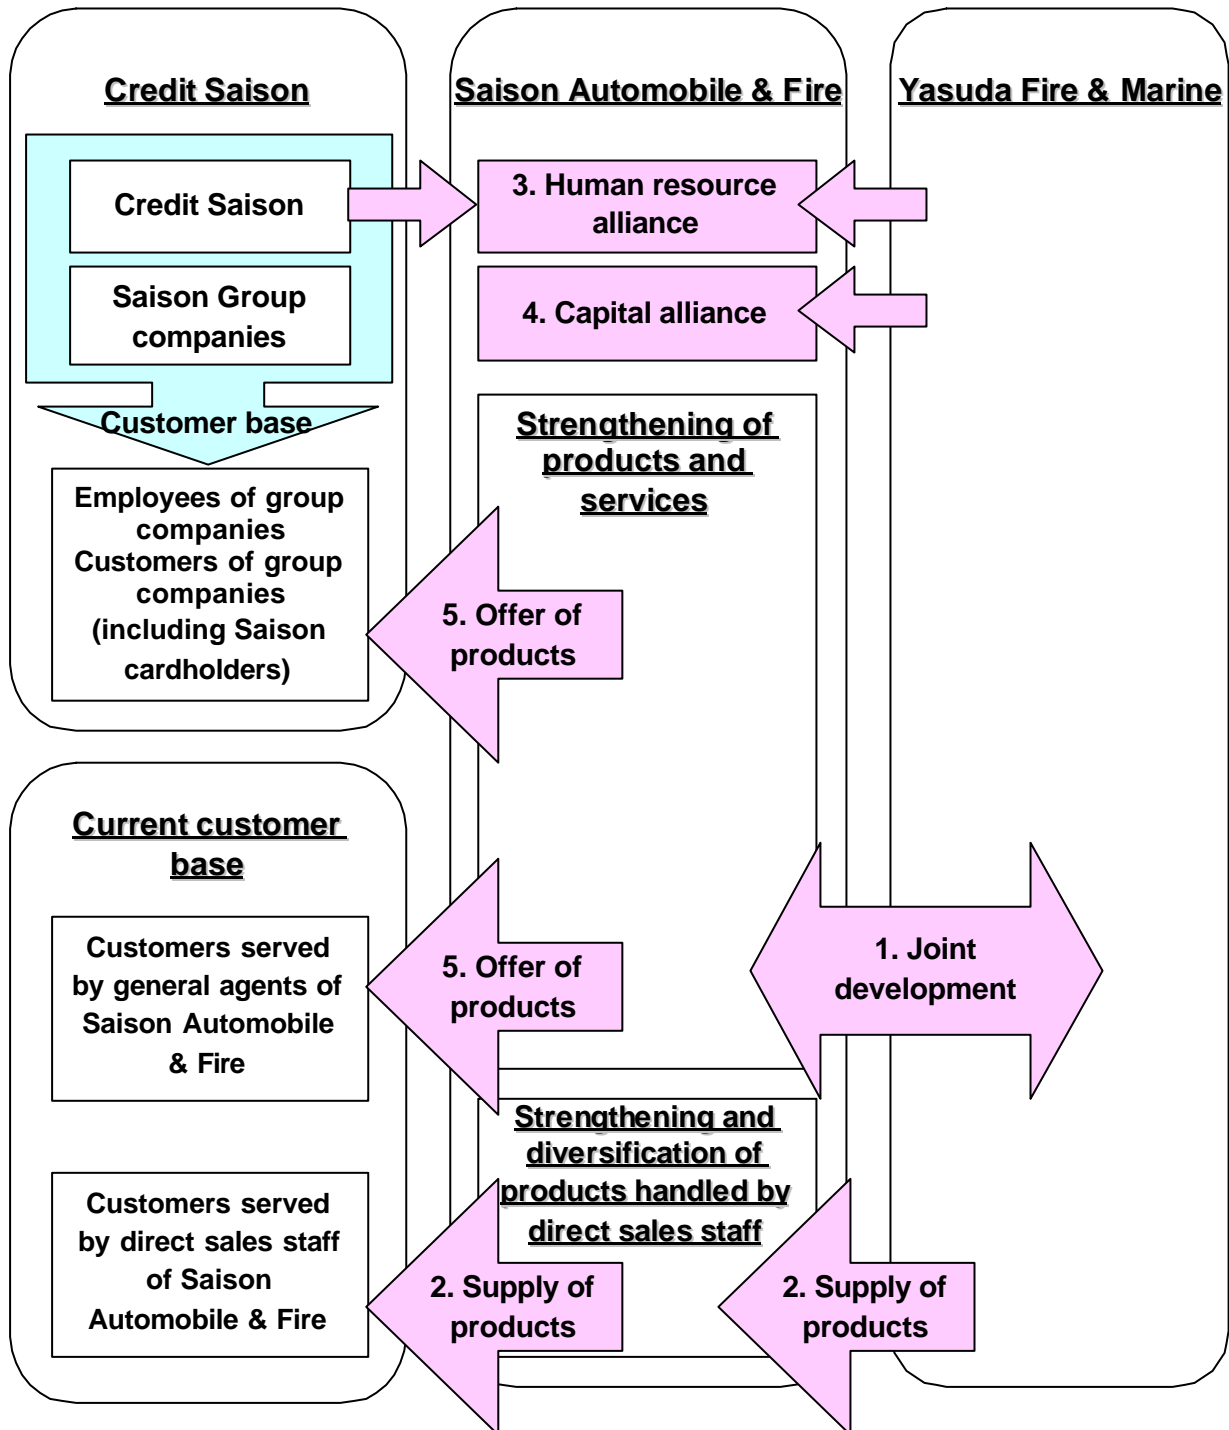 Credit Saison
Saison Automobile & Fire
Yasuda Fire & Marine
Credit Saison
3. Human resource
alliance
Saison Group
companies
4. Capital alliance
Customer base
Strengthening of
products and
services
Employees of group
companies
Customers of group
companies
(including Saison
cardholders)
5. Offer of
products
Current customer
base
Customers served
by general agents of
Saison Automobile
& Fire
5. Offer of
products
1. Joint
development
Strengthening and
diversification of
products handled by
direct sales staff
Customers served
by direct sales staff
of Saison
Automobile & Fire
2. Supply of
products
2. Supply of
products